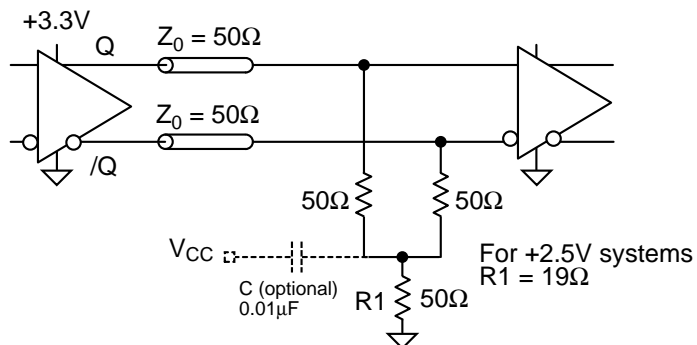 +3.3V
Q
Z0 = 50Ω
Z0 = 50Ω
/Q
50Ω
50Ω
VCC
C (optional)
0.01μF
R1
50Ω
For +2.5V systems
R1 = 19Ω